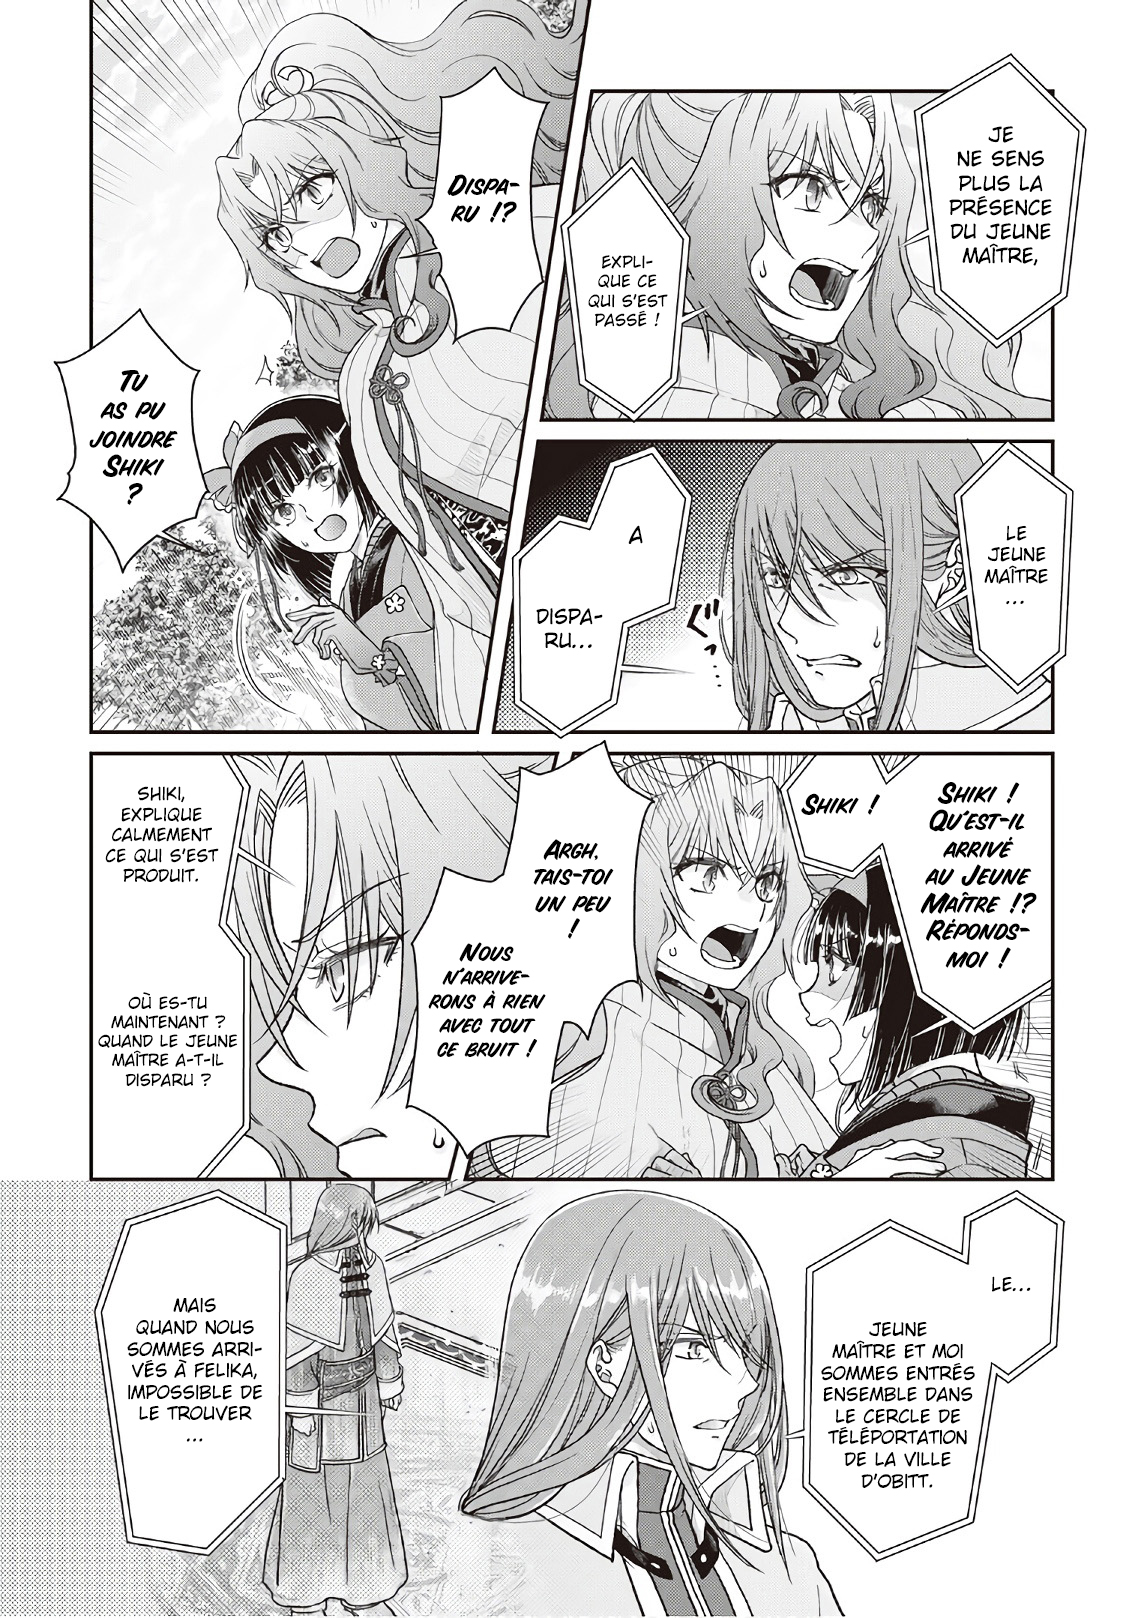 JE
NE SENS
PLUS LA
PRÉSENCE
DU JEUNE
MAÎTRE,
EXPLI-
QUE CE
QUI S'EST
PASSÉ !
DISPA-
RU !?
TU
AS PU
JOINDRE
SHIKI
?
LE
JEUNE
MAÎTRE
...
A
DISPA-
RU...
SHIKI !
QU'EST-IL
ARRIVÉ
AU JEUNE
MAÎTRE !?
RÉPONDS-
MOI !
SHIKI !
ARGH,
TAIS-TOI
UN PEU
!
NOUS
N'ARRIVE-
RONS À RIEN
AVEC TOUT
CE BRUIT !
SHIKI,
EXPLIQUE
CALMEMENT
CE QUI S'EST
PRODUIT.
OÙ ES-TU
MAINTENANT ?
QUAND LE JEUNE
MAÎTRE A-T-IL
DISPARU ?
LE...
JEUNE
MAÎTRE ET MOI
SOMMES ENTRÉS
ENSEMBLE DANS
LE CERCLE DE
TÉLÉPORTATION
DE LA VILLE
D'OBITT.
MAIS
QUAND NOUS
SOMMES ARRI-
VÉS À FELIKA,
IMPOSSIBLE DE
LE TROUVER
...